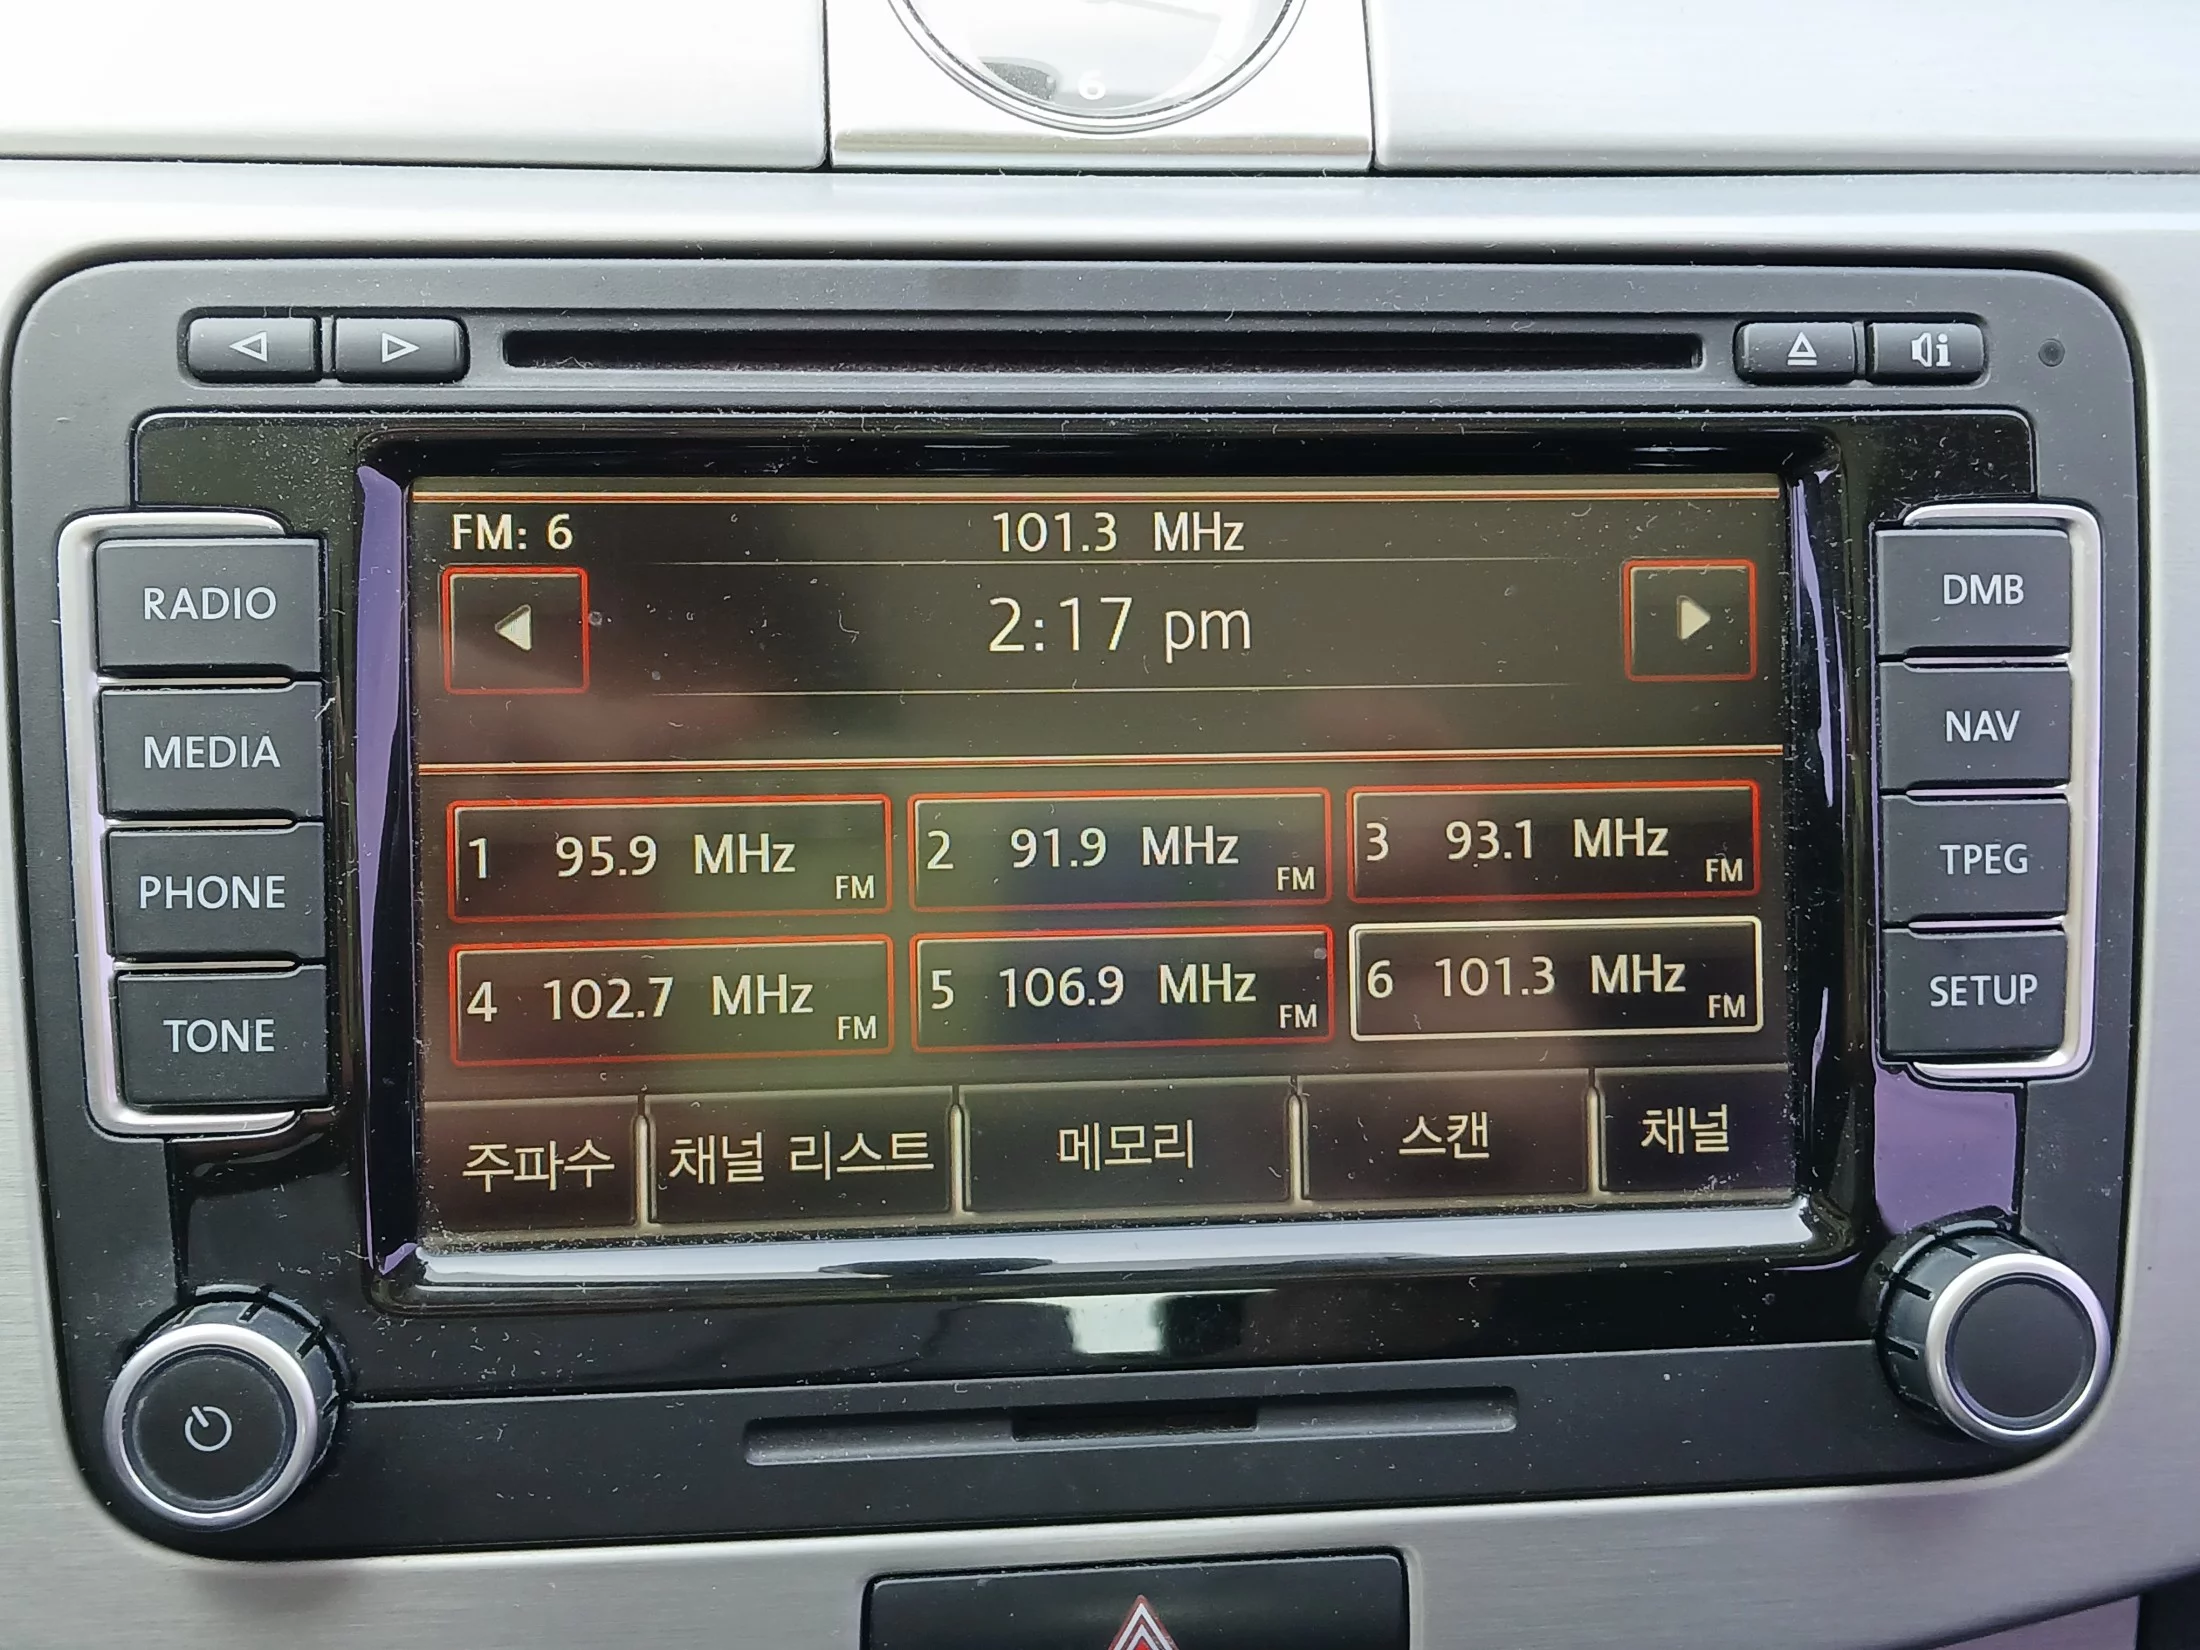 6
FM: 6
101.3 MHz
2:17 pm
1 95.9 MHz FM
2 91.9 MHz FM
3 93.1 MHz FM
4 102.7 MHz FM
5 106.9 MHz FM
6 101.3 MHz FM
주파수
채널 리스트
메모리
스캔
채널
RADIO
MEDIA
PHONE
TONE
DMB
NAV
TPEG
SETUP